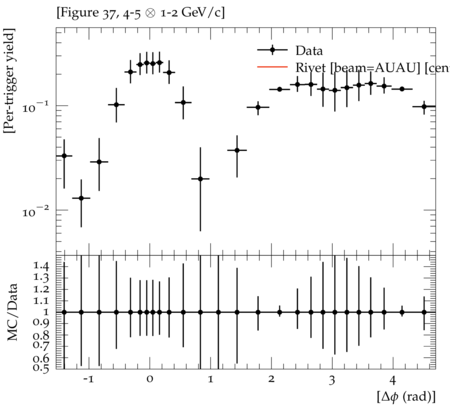 [Figure 37, 4-5 ⊗ 1-2 GeV/c]
[Per-trigger yield]
Data
Rivet [beam=AUAU] [cen
10⁻¹
10⁻²
MC/Data
1.4
1.3
1.2
1.1
1
0.9
0.8
0.7
0.6
0.5
-1 0 1 2 3 4
[Δϕ (rad)]